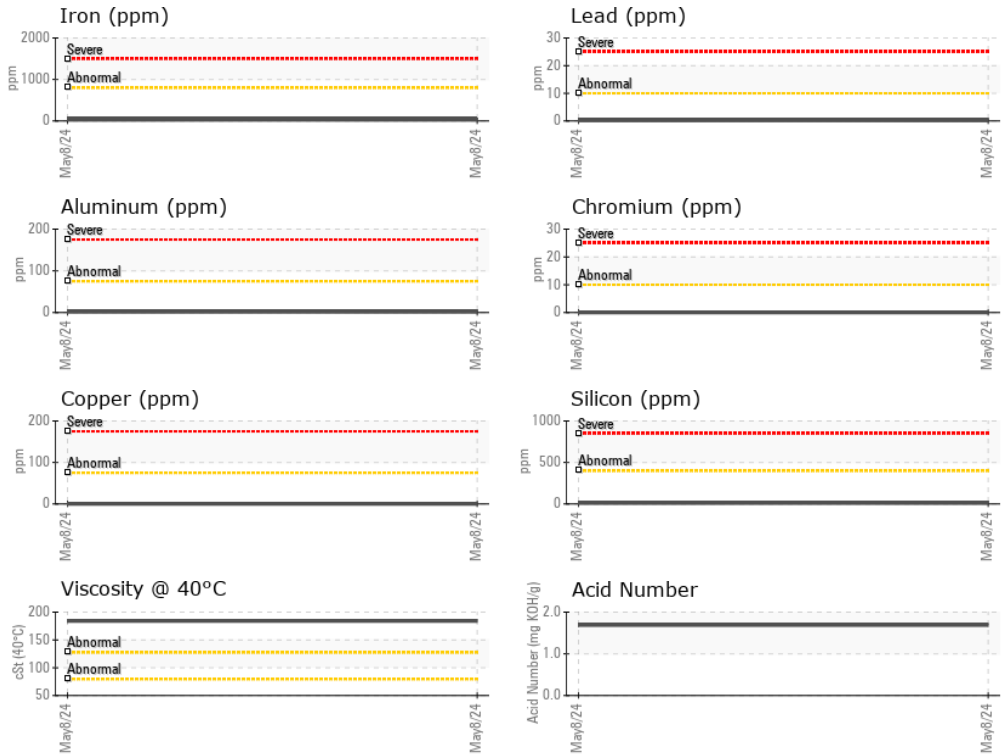 Iron (ppm)
2000
1000
0
ppm
Severe
Abnormal
May8/24
May8/24
Lead (ppm)
30
20
10
0
ppm
Severe
Abnormal
May8/24
May8/24
Aluminum (ppm)
200
100
0
ppm
Severe
Abnormal
May8/24
May8/24
Chromium (ppm)
30
20
10
0
ppm
Severe
Abnormal
May8/24
May8/24
Copper (ppm)
200
100
0
ppm
Severe
Abnormal
May8/24
May8/24
Silicon (ppm)
1000
500
0
ppm
Severe
Abnormal
May8/24
May8/24
Viscosity @ 40°C
200
150
100
50
cSt (40°C)
Abnormal
Abnormal
May8/24
May8/24
Acid Number
2.0
1.0
0.0
Acid Number (mg KOH/g)
May8/24
May8/24